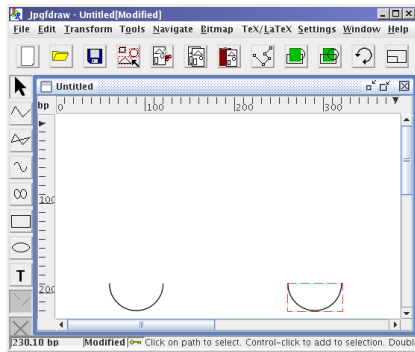 Jpgfdraw - Untitled[Modified]
File Edit Transform Tools Navigate Bitmap TeX/LaTeX Settings Window Help
Untitled
bp 0 100 200 300
100
200
T
230,10 bp Modified Click on path to select. Control-click to add to selection. Doubl